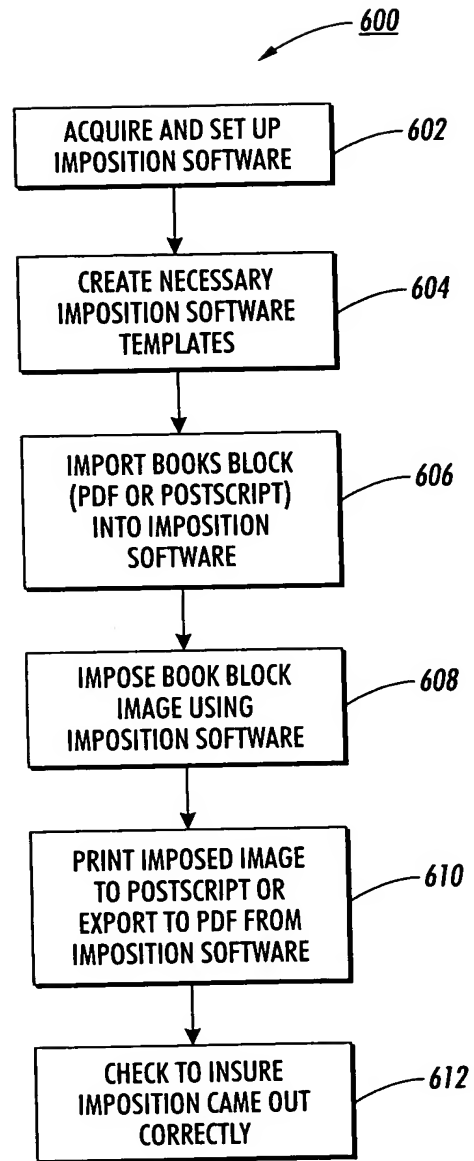 600
ACQUIRE AND SET UP
IMPOSITION SOFTWARE
602
CREATE NECESSARY
IMPOSITION SOFTWARE
TEMPLATES
604
IMPORT BOOKS BLOCK
(PDF OR POSTSCRIPT)
INTO IMPOSITION
SOFTWARE
606
IMPOSE BOOK BLOCK
IMAGE USING
IMPOSITION SOFTWARE
608
PRINT IMPOSED IMAGE
TO POSTSCRIPT OR
EXPORT TO PDF FROM
IMPOSITION SOFTWARE
610
CHECK TO INSURE
IMPOSITION CAME OUT
CORRECTLY
612